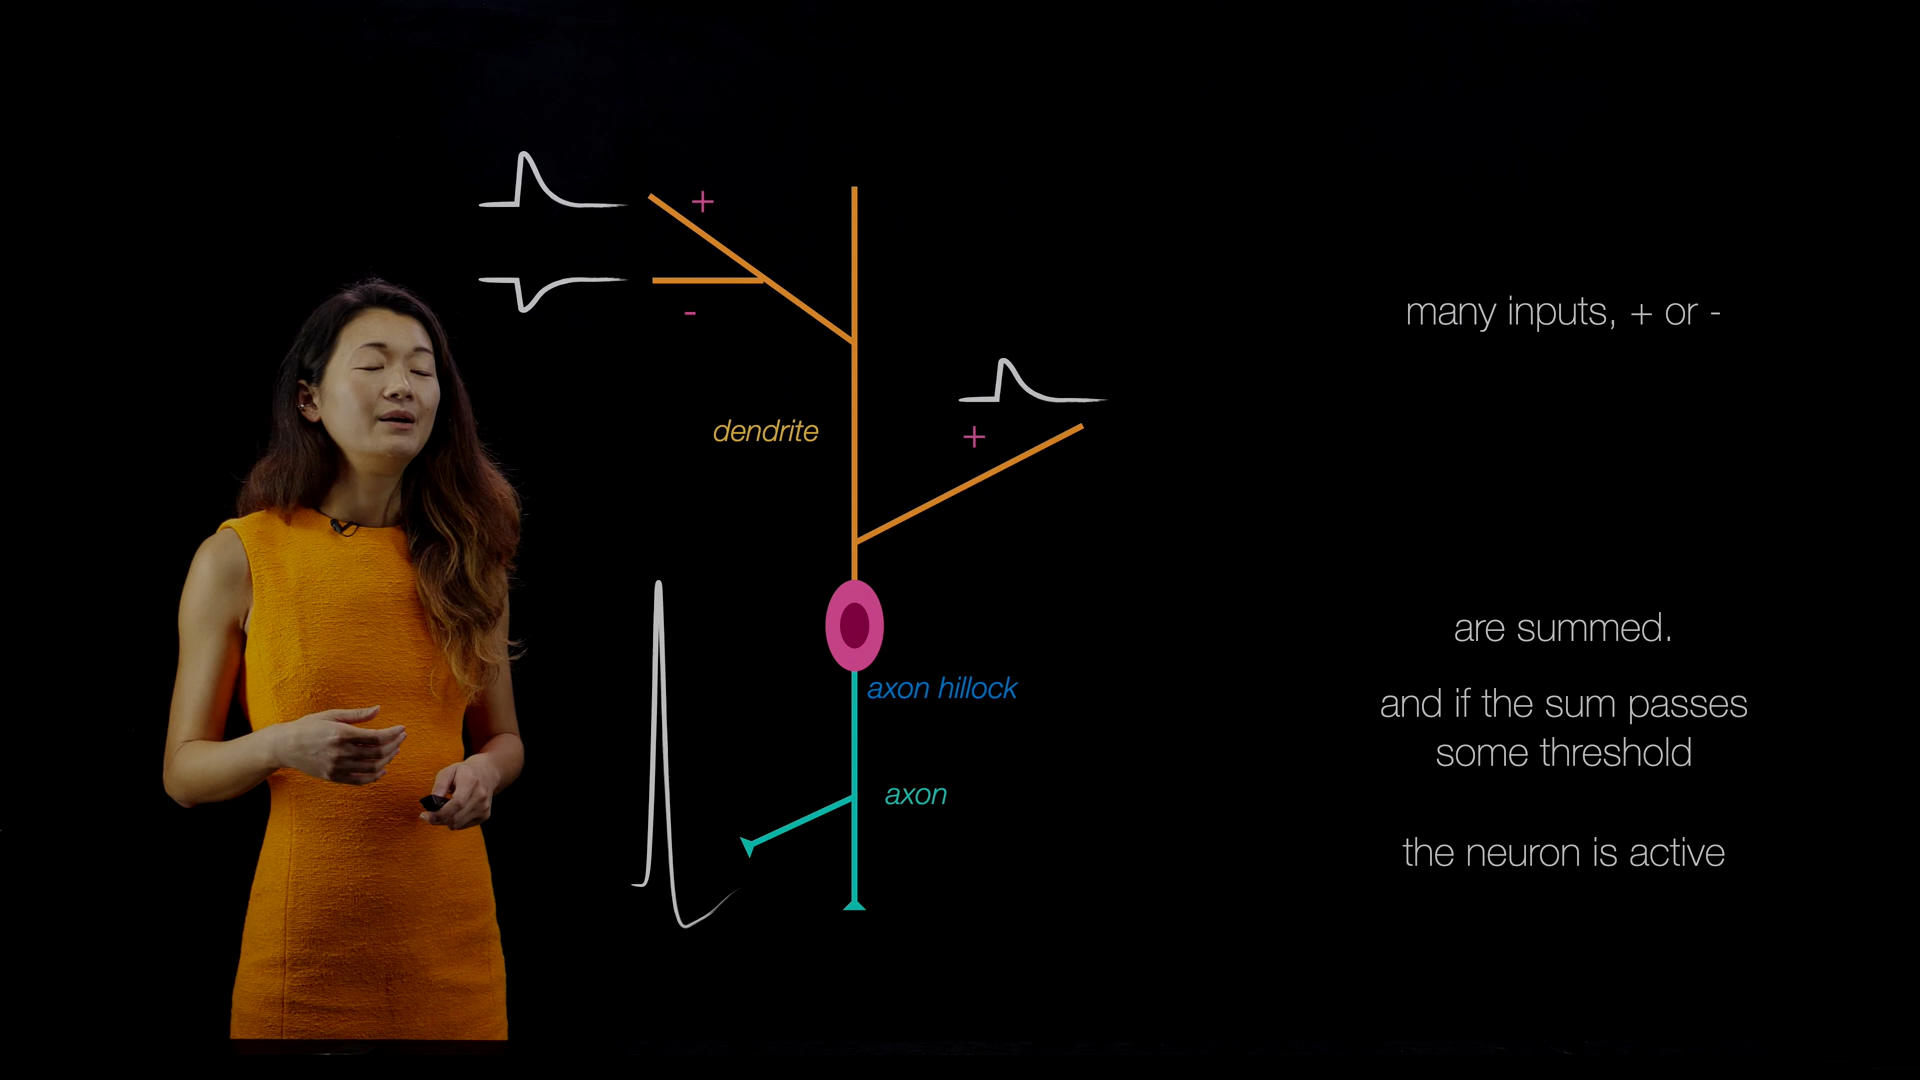 +
-
many inputs, + or -
dendrite
+
are summed.
axon hillock
and if the sum passes
some threshold
axon
the neuron is active